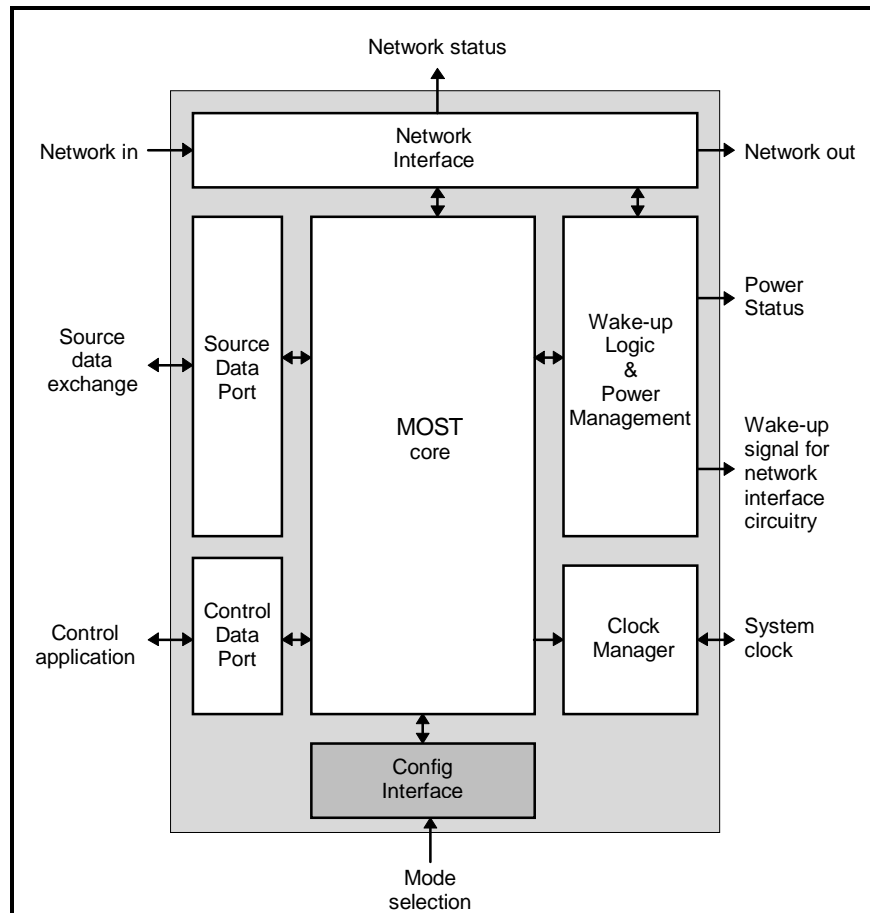 Network status
Network in
Network
Interface
Network out
Source
data
exchange
Source
Data
Port
MOST
core
Wake-up
Logic
&
Power
Management
Power
Status
Wake-up
signal for
network
interface
circuitry
Control
application
Control
Data
Port
Clock
Manager
System
clock
Config
Interface
Mode
selection